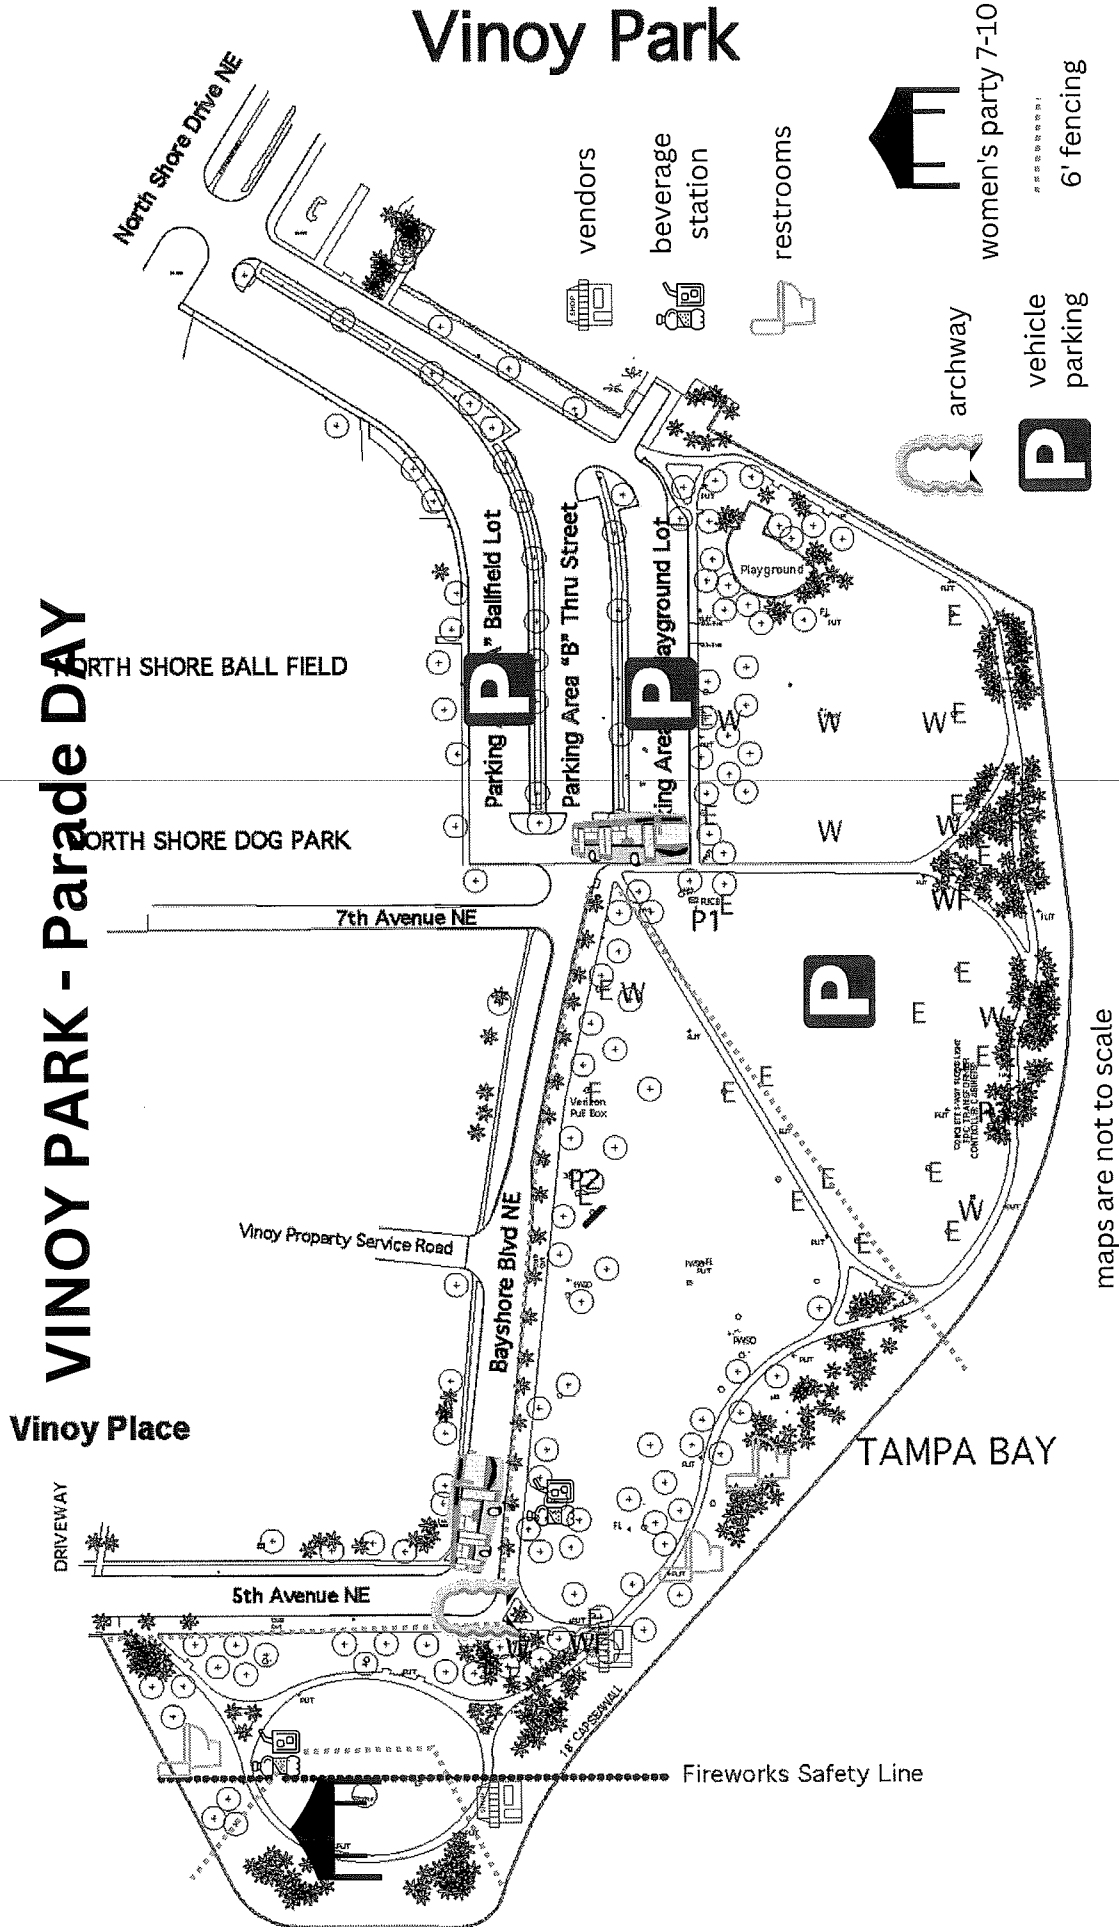 Vinoy Park
VINOY PARK - Parade DAY
North Shore Drive NE
vendors
SHOP
beverage
station
restrooms
women's party 7-10
6' fencing
archway
P
vehicle
parking
NORTH SHORE BALL FIELD
NORTH SHORE DOG PARK
Ballfield Lot
Parking
P
Parking Area "B" Thru Street
Playground Lot
P
Playground
7th Avenue NE
P1
P
Verizon
Pull Box
P2
Vinoy Property Service Road
Bayshore Blvd NE
Vinoy Place
DRIVEWAY
5th Avenue NE
TAMPA BAY
18" CAP SEAWALL
Fireworks Safety Line
maps are not to scale